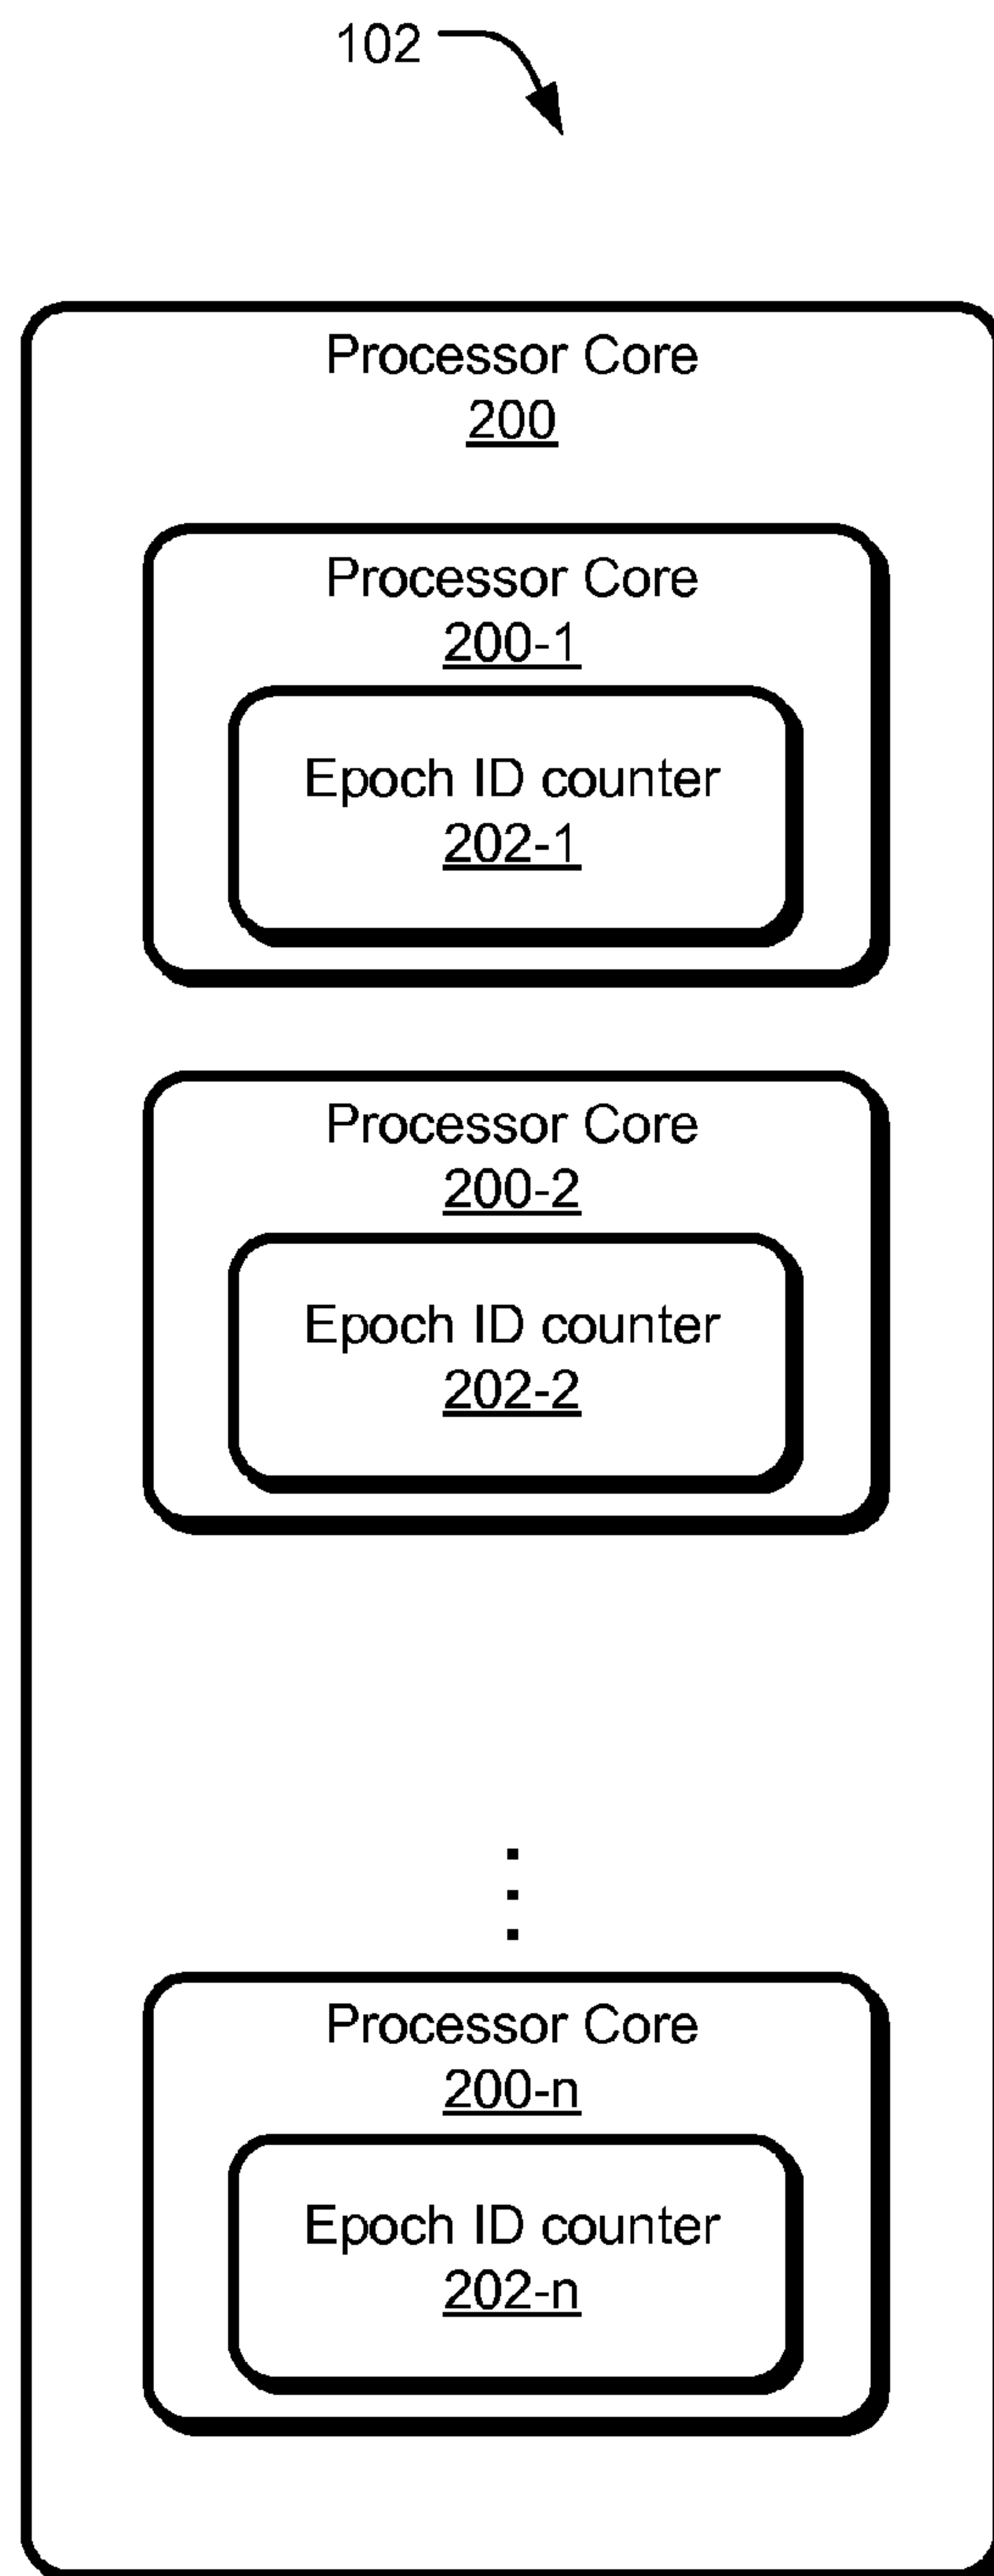 102
Processor Core
200
Processor Core
200-1
Epoch ID counter
202-1
Processor Core
200-2
Epoch ID counter
202-2
Processor Core
200-n
Epoch ID counter
202-n